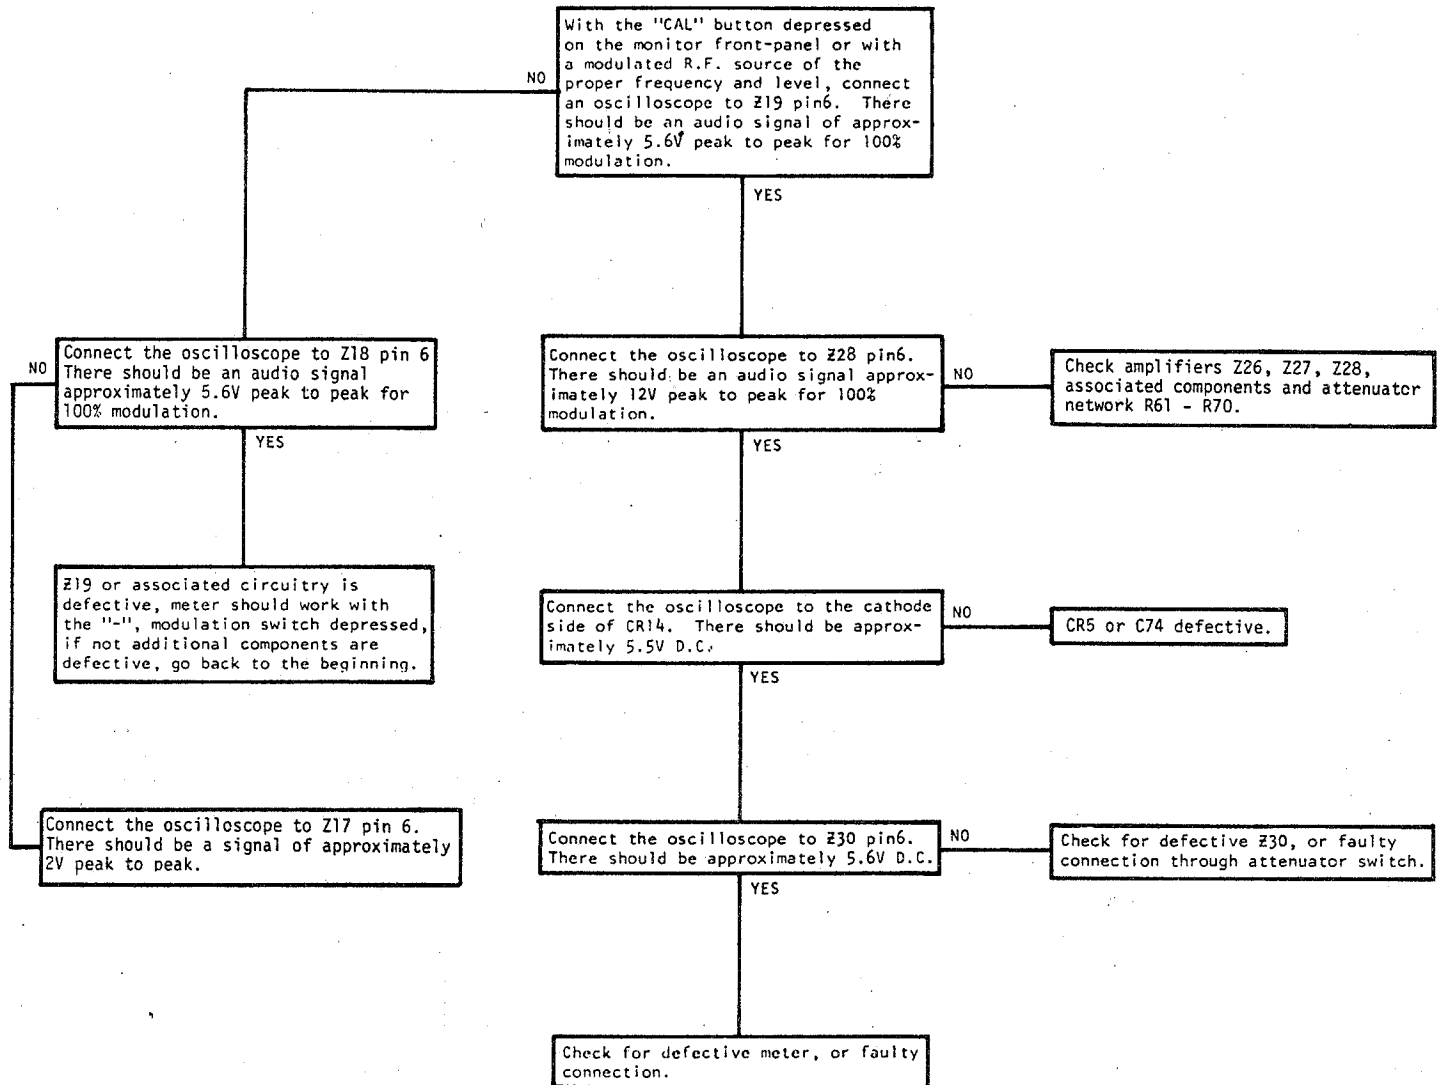 With the "CAL" button depressed
on the monitor front-panel or with
a modulated R.F. source of the
proper frequency and level, connect
an oscilloscope to Z19 pin6. There
should be an audio signal of approx-
imately 5.6V peak to peak for 100%
modulation.
NO
YES
Connect the oscilloscope to Z18 pin 6
There should be an audio signal
approximately 5.6V peak to peak for
100% modulation.
NO
YES
Connect the oscilloscope to Z28 pin6.
There should be an audio signal approx-
imately 12V peak to peak for 100%
modulation.
NO
YES
Check amplifiers Z26, Z27, Z28,
associated components and attenuator
network R61 - R70.
Z19 or associated circuitry is
defective, meter should work with
the "-", modulation switch depressed,
if not additional components are
defective, go back to the beginning.
Connect the oscilloscope to the cathode
side of CR14. There should be approx-
imately 5.5V D.C.
NO
YES
CR5 or C74 defective.
Connect the oscilloscope to Z17 pin 6.
There should be a signal of approximately
2V peak to peak.
Connect the oscilloscope to Z30 pin6.
There should be approximately 5.6V D.C.
NO
YES
Check for defective Z30, or faulty
connection through attenuator switch.
Check for defective meter, or faulty
connection.